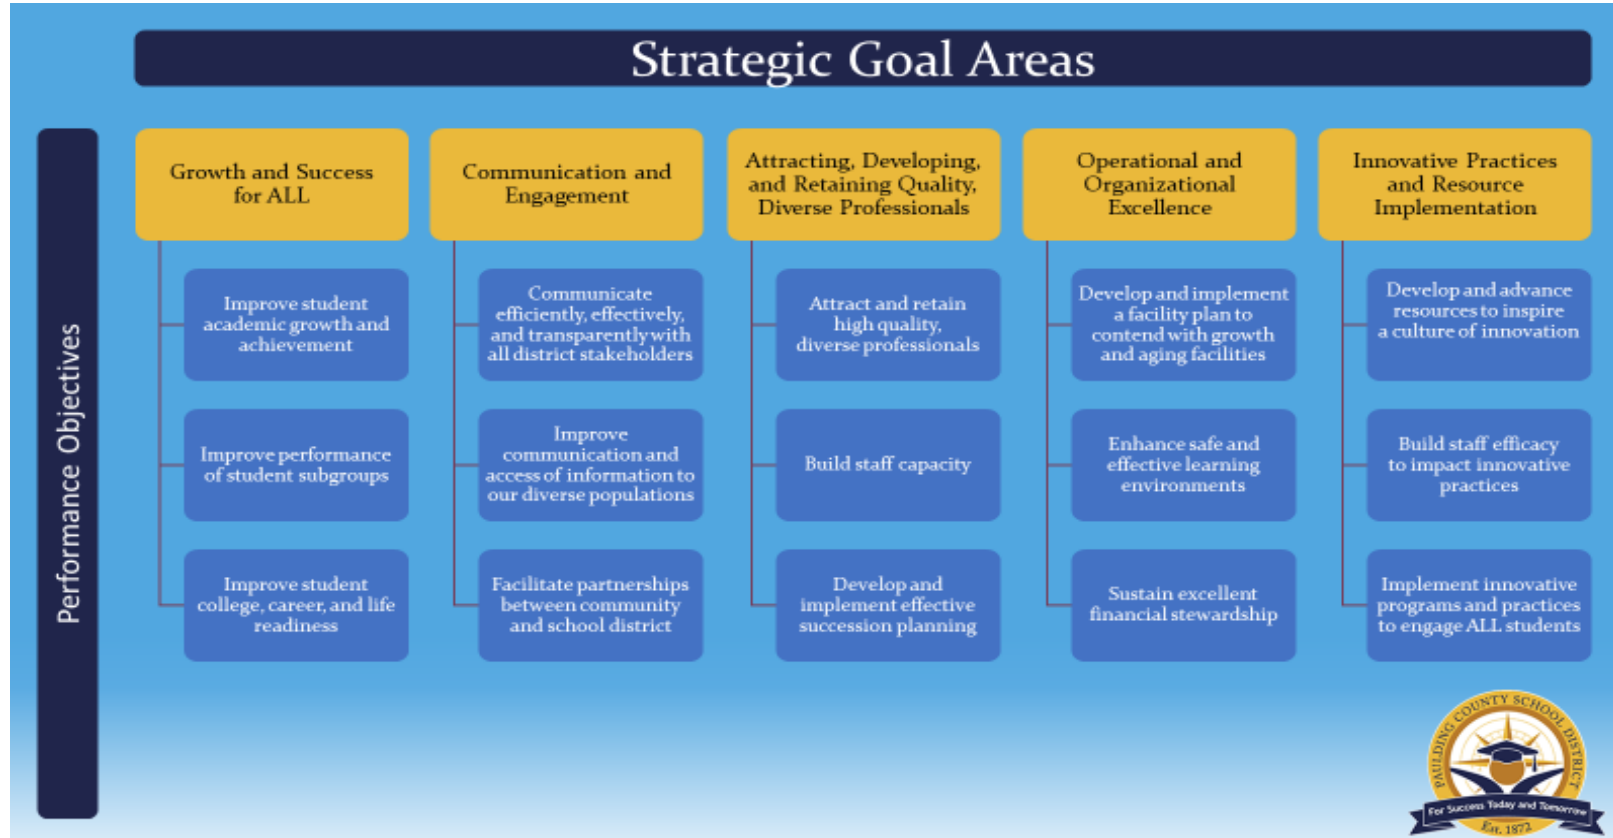 Strategic Goal Areas
Performance Objectives
Growth and Success
for ALL
Improve student
academic growth and
achievement
Improve performance
of student subgroups
Improve student
college, career, and life
readiness
Communication and
Engagement
Communicate
efficiently, effectively,
and transparently with
all district stakeholders
Improve
communication and
access of information to
our diverse populations
Facilitate partnerships
between community
and school district
Attracting, Developing,
and Retaining Quality,
Diverse Professionals
Attract and retain
high quality,
diverse professionals
Build staff capacity
Develop and
implement effective
succession planning
Operational and
Organizational
Excellence
Develop and implement
a facility plan to
contend with growth
and aging facilities
Enhance safe and
effective learning
environments
Sustain excellent
financial stewardship
Innovative Practices
and Resource
Implementation
Develop and advance
resources to inspire
a culture of innovation
Build staff efficacy
to impact innovative
practices
Implement innovative
programs and practices
to engage ALL students
PAULDING COUNTY SCHOOL DISTRICT
For Success Today and Tomorrow
Est. 1872